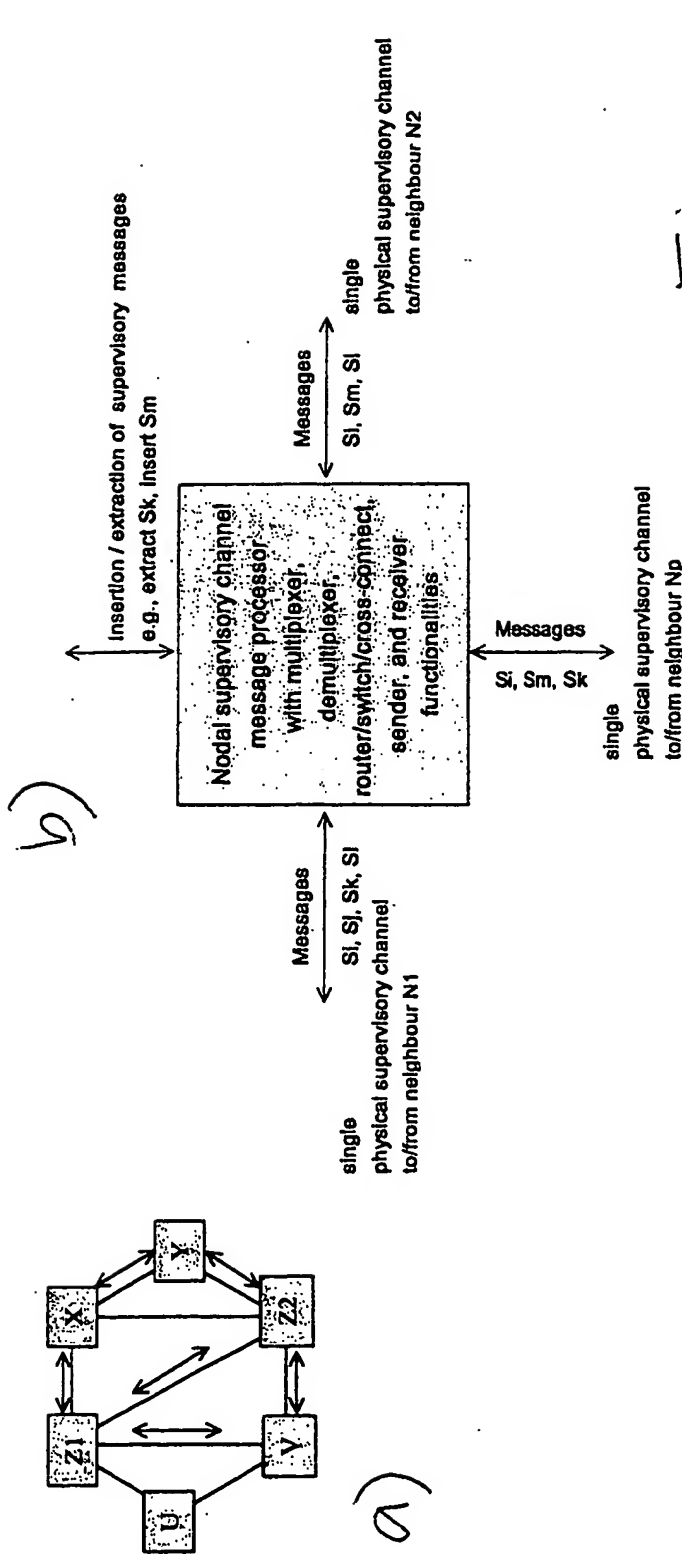 a)
Z1
X
U
Y
V
Z2
b)
Insertion / extraction of supervisory messages
e.g., extract Sk, insert Sm
Messages
Si, Sj, Sk, Sl
single
physical supervisory channel
to/from neighbour N1
Nodal supervisory channel
message processor
with multiplexer,
demultiplexer,
router/switch/cross-connect,
sender, and receiver
functionalities
Messages
Si, Sm, Sl
single
physical supervisory channel
to/from neighbour N2
Messages
Si, Sm, Sk
single
physical supervisory channel
to/from neighbour Np